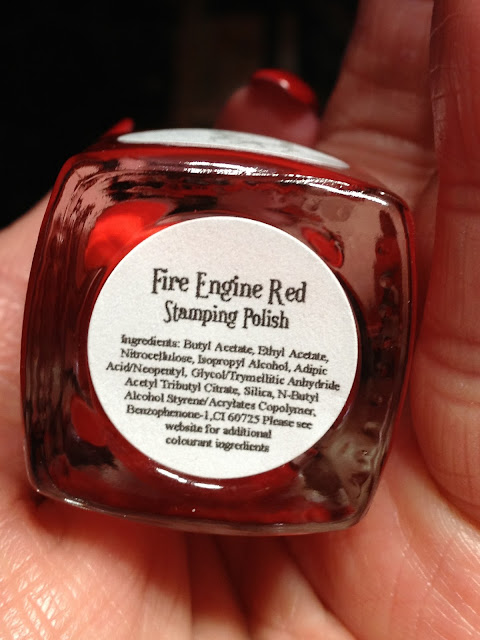 Fire Engine Red
Stamping Polish
Ingredients: Butyl Acetate, Ethyl Acetate,
Nitrocellulose, Isopropyl Alcohol, Adipic
Acid/Neopentyl, Glycol/Trymellitic Anhydride
Acetyl Tributyl Citrate, Silica, N-Butyl
Alcohol Styrene/Acrylates Copolymer,
Benzophenone-1,CI 60725 Please see
website for additional
colourant ingredients